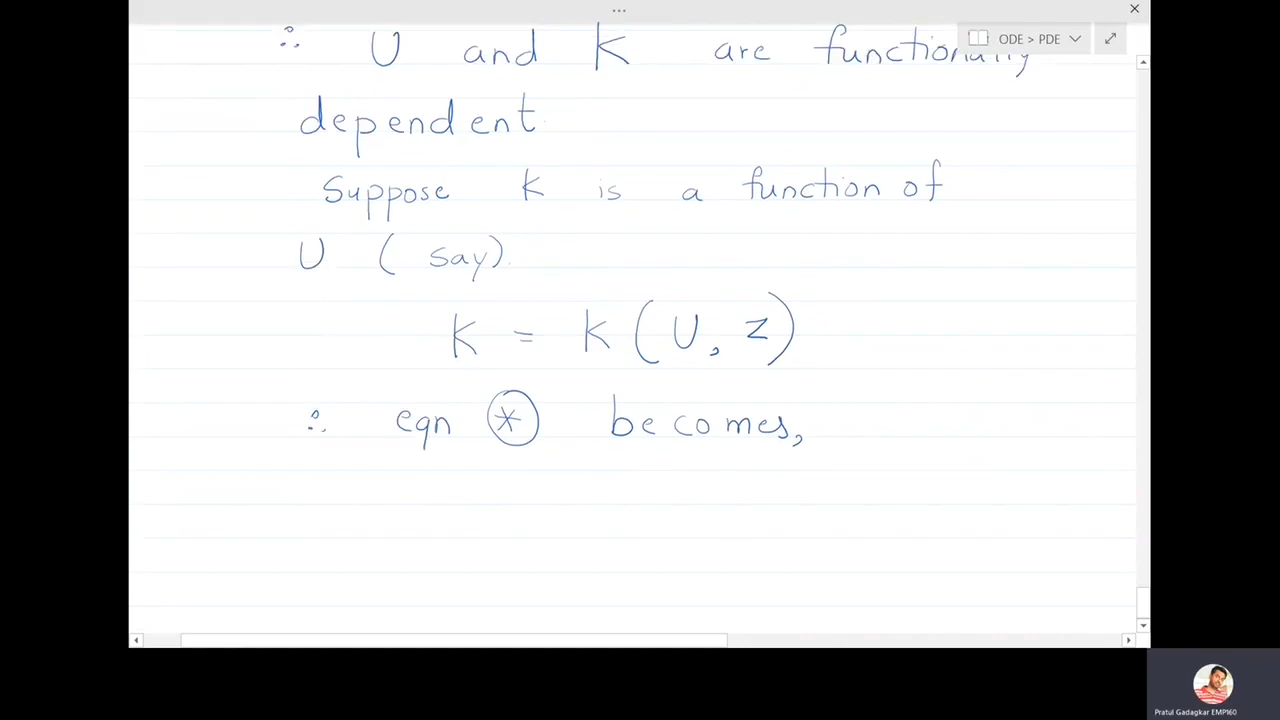 ODE > PDE
∴ U and K are functionally
dependent
Suppose K is a function of
U ( say).
K = K ( U, z )
∴ eqn (*) becomes,
Pratul Gadagkar EMP160